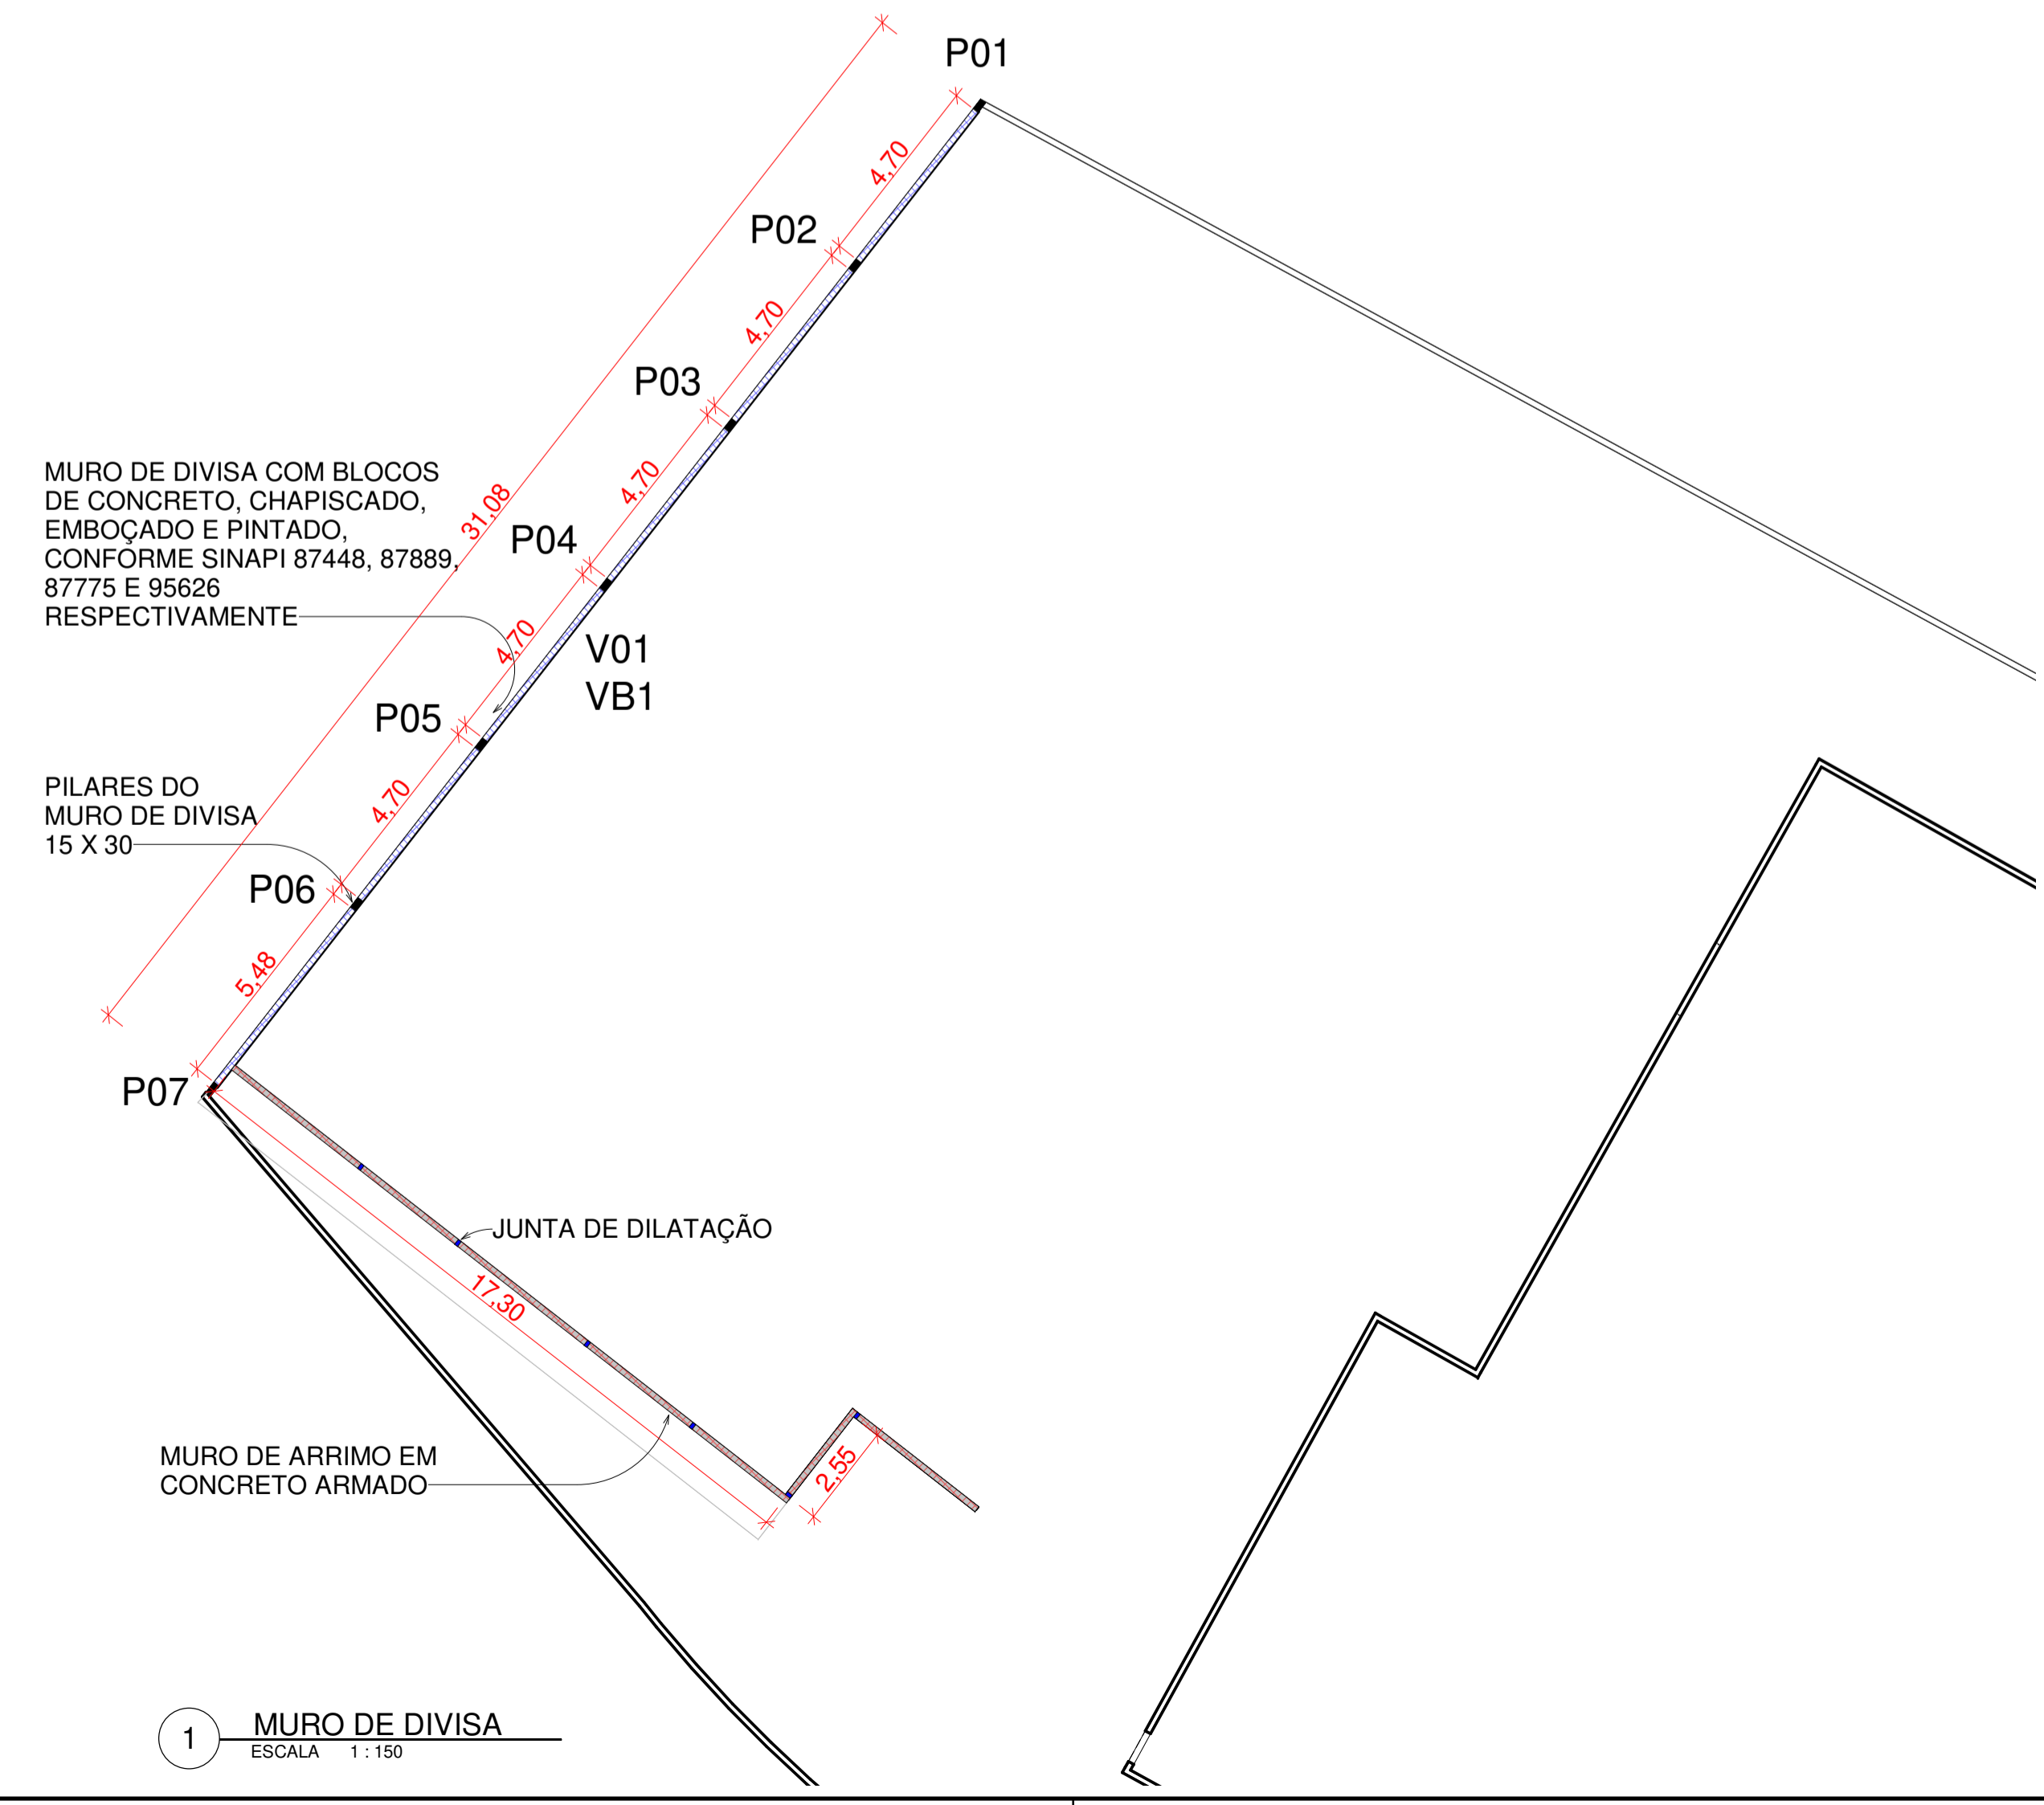 P01
4,70
P02
4,70
P03
4,70
MURO DE DIVISA COM BLOCOS
DE CONCRETO, CHAPISCADO,
EMBOÇADO E PINTADO,
CONFORME SINAPI 87448, 87889,
87775 E 95626
RESPECTIVAMENTE
31,08
P04
4,70
V01
VB1
P05
PILARES DO
MURO DE DIVISA
15 X 30
4,70
P06
5,48
P07
JUNTA DE DILATAÇÃO
17,30
MURO DE ARRIMO EM
CONCRETO ARMADO
2,55
1
MURO DE DIVISA
ESCALA 1 : 150